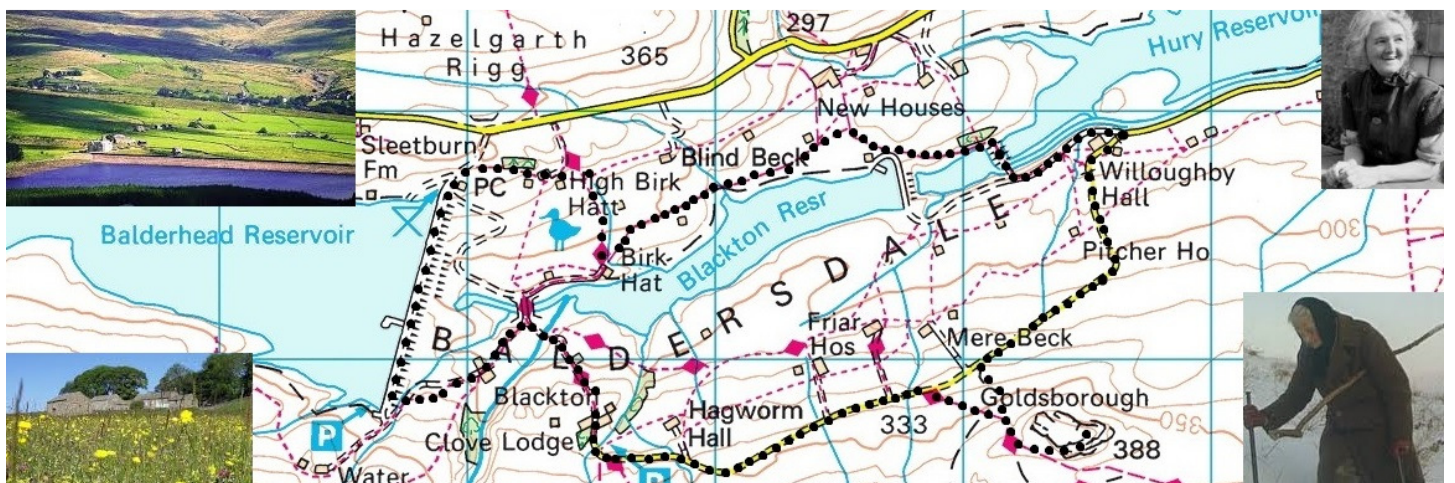 Hazelgarth
Rigg
365
297
Hury Reservoir
New Houses
Sleetburn
Fm
PC
High Birk
Hatt
Blind Beck
Willoughby
Hall
Balderhead Reservoir
Birk
Hat
Blackton Resr
Pitcher Ho
300
BALDERSDALE
Friar
Hos
Mere Beck
Blackton
Clove Lodge
Hagworm
Hall
333
Goldsborough
388
350
P
P
Water